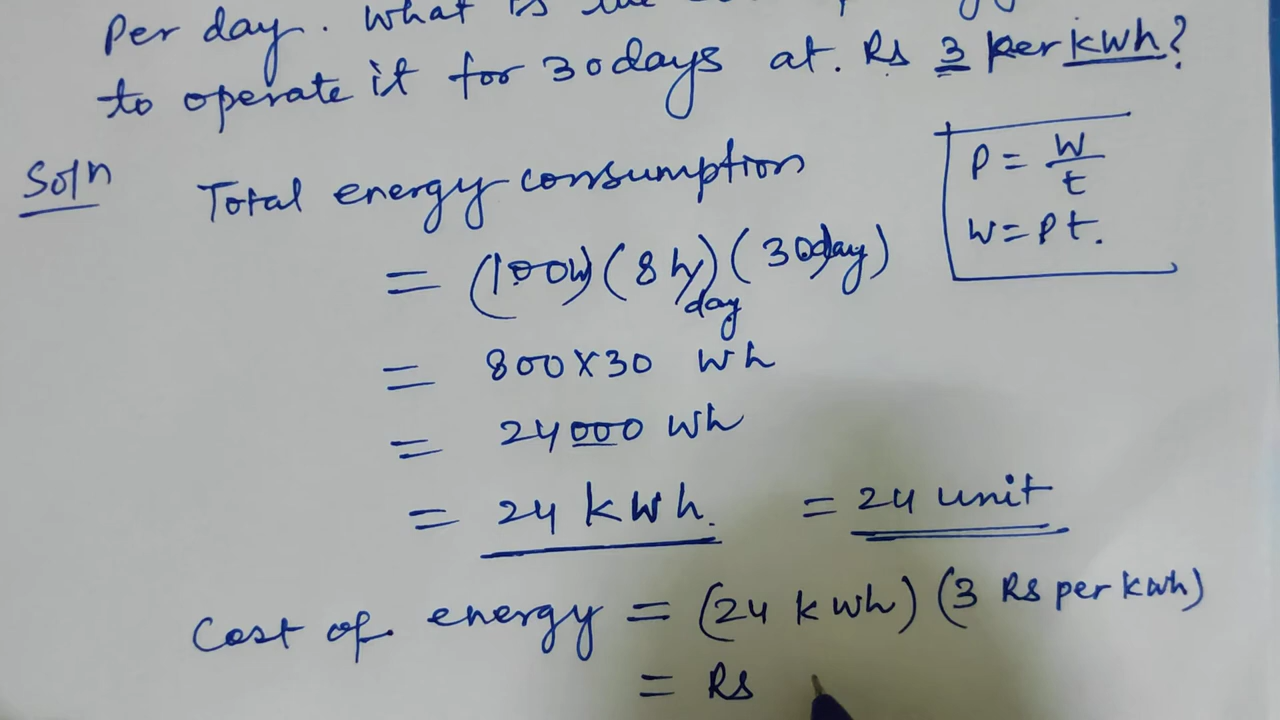 Per day. What is the
to operate it for 30days at. Rs 3 per kwh?
Soln Total energy consumption
P = W/t
W = Pt.
= (100W) (8 h/day) (30day)
= 800X30 Wh
= 24000 Wh
= 24 kWh. = 24 unit
Cost of energy = (24 kwh) (3 Rs per kwh)
= Rs